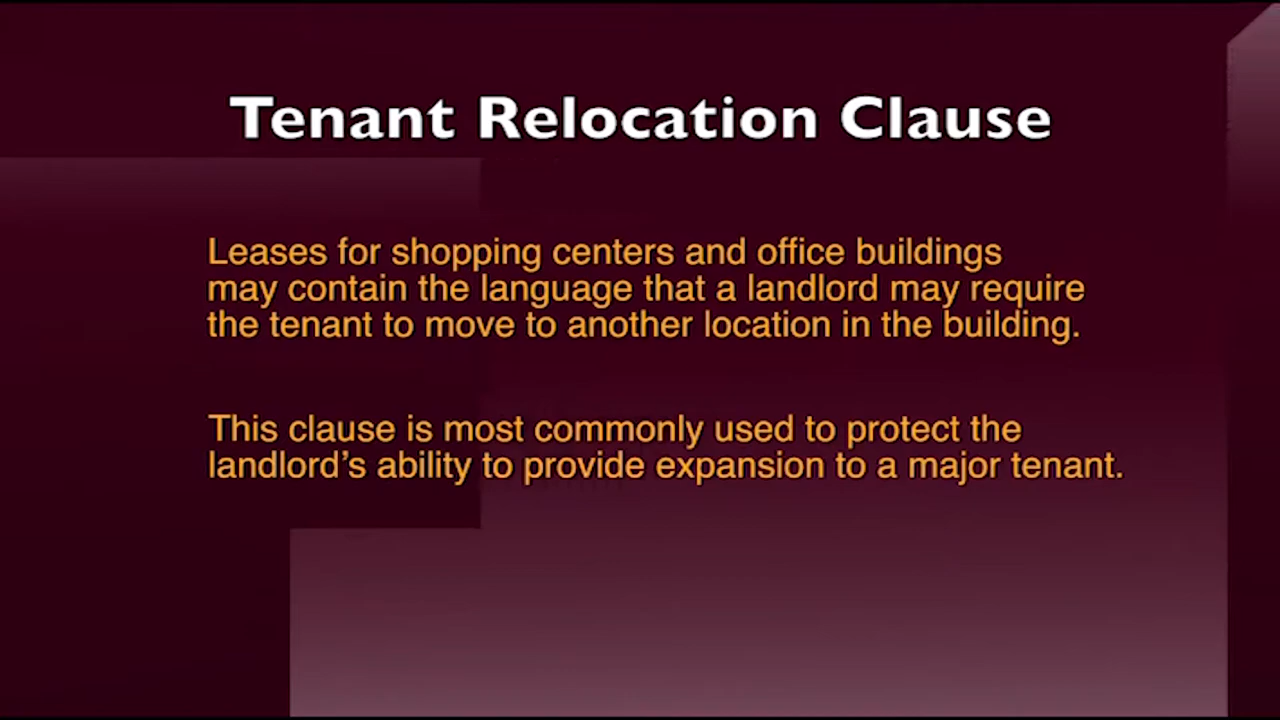 Tenant Relocation Clause
Leases for shopping centers and office buildings
may contain the language that a landlord may require
the tenant to move to another location in the building.
This clause is most commonly used to protect the
landlord’s ability to provide expansion to a major tenant.